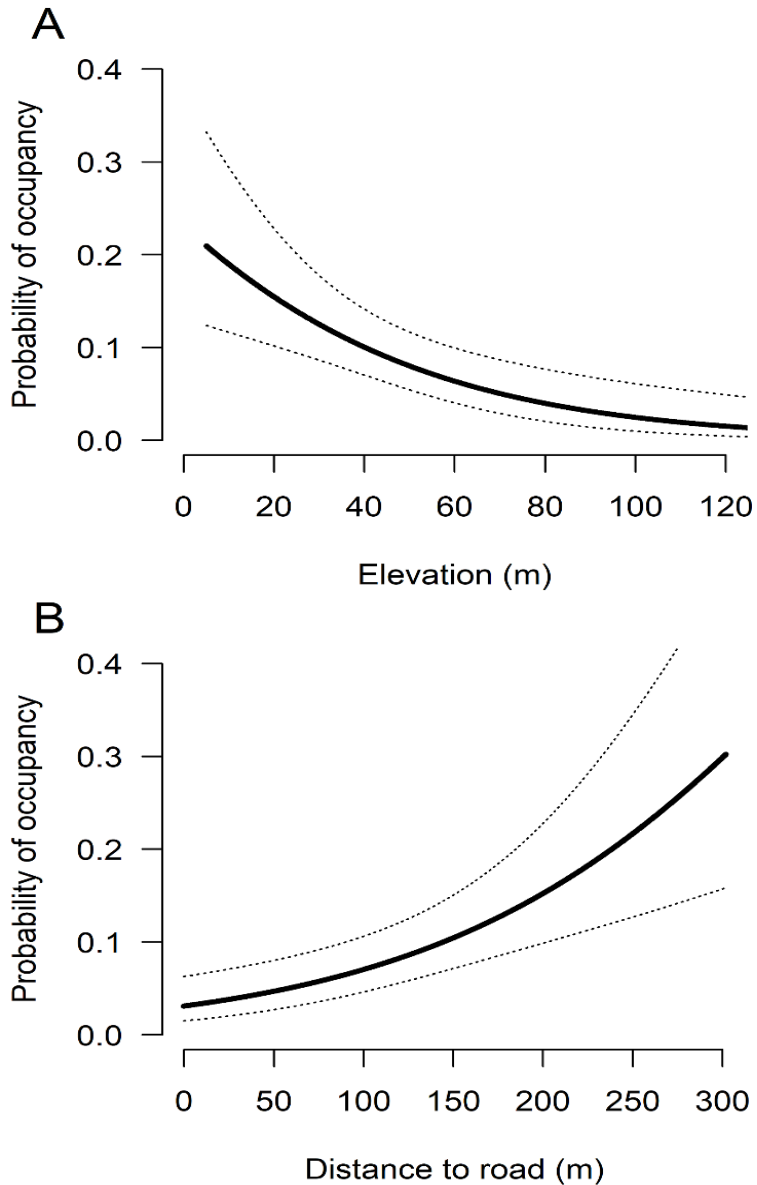 A
Probability of occupancy
0.4
0.3
0.2
0.1
0.0
0 20 40 60 80 100 120
Elevation (m)
B
Probability of occupancy
0.4
0.3
0.2
0.1
0.0
0 50 100 150 200 250 300
Distance to road (m)